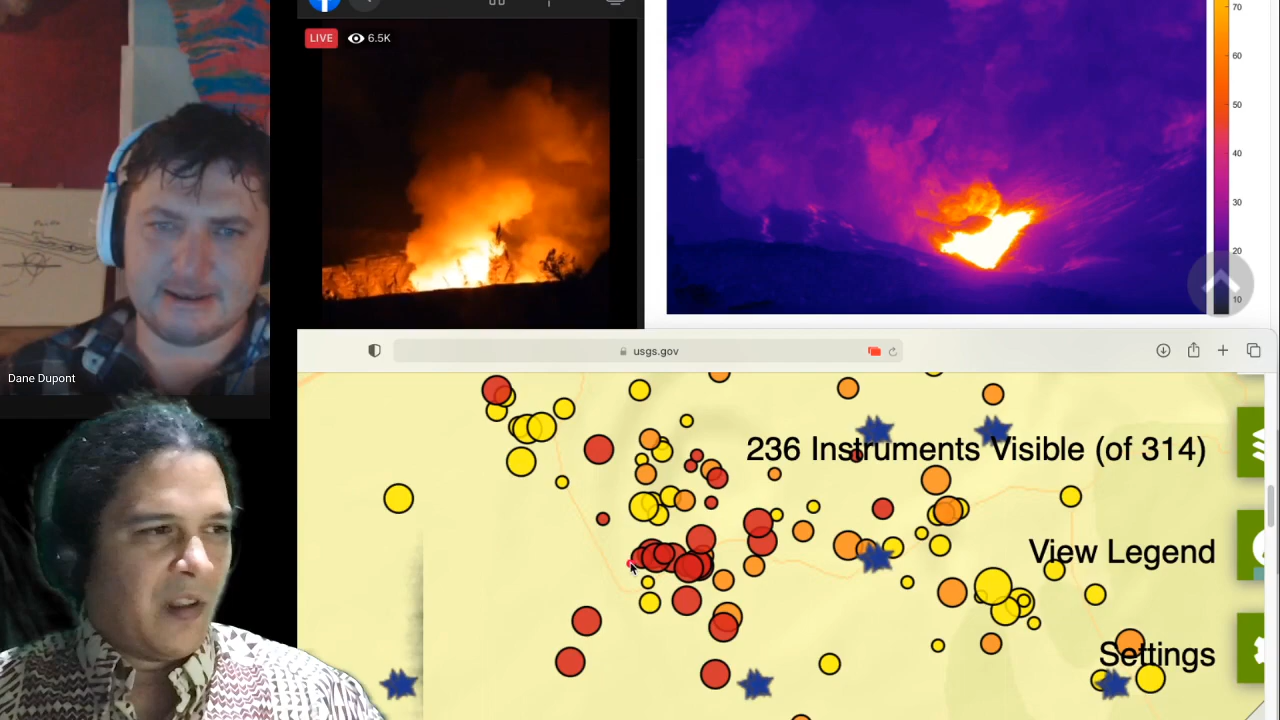 LIVE 6.5K
70
60
50
40
30
20
10
usgs.gov
Dane Dupont
236 Instruments Visible (of 314)
View Legend
Settings